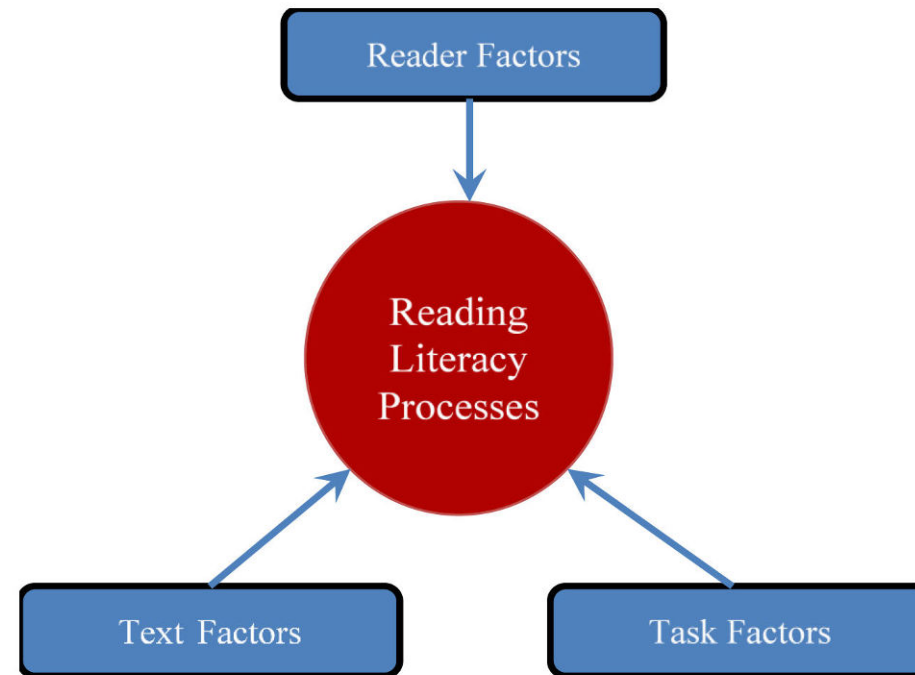 Reader Factors
Reading
Literacy
Processes
Text Factors
Task Factors